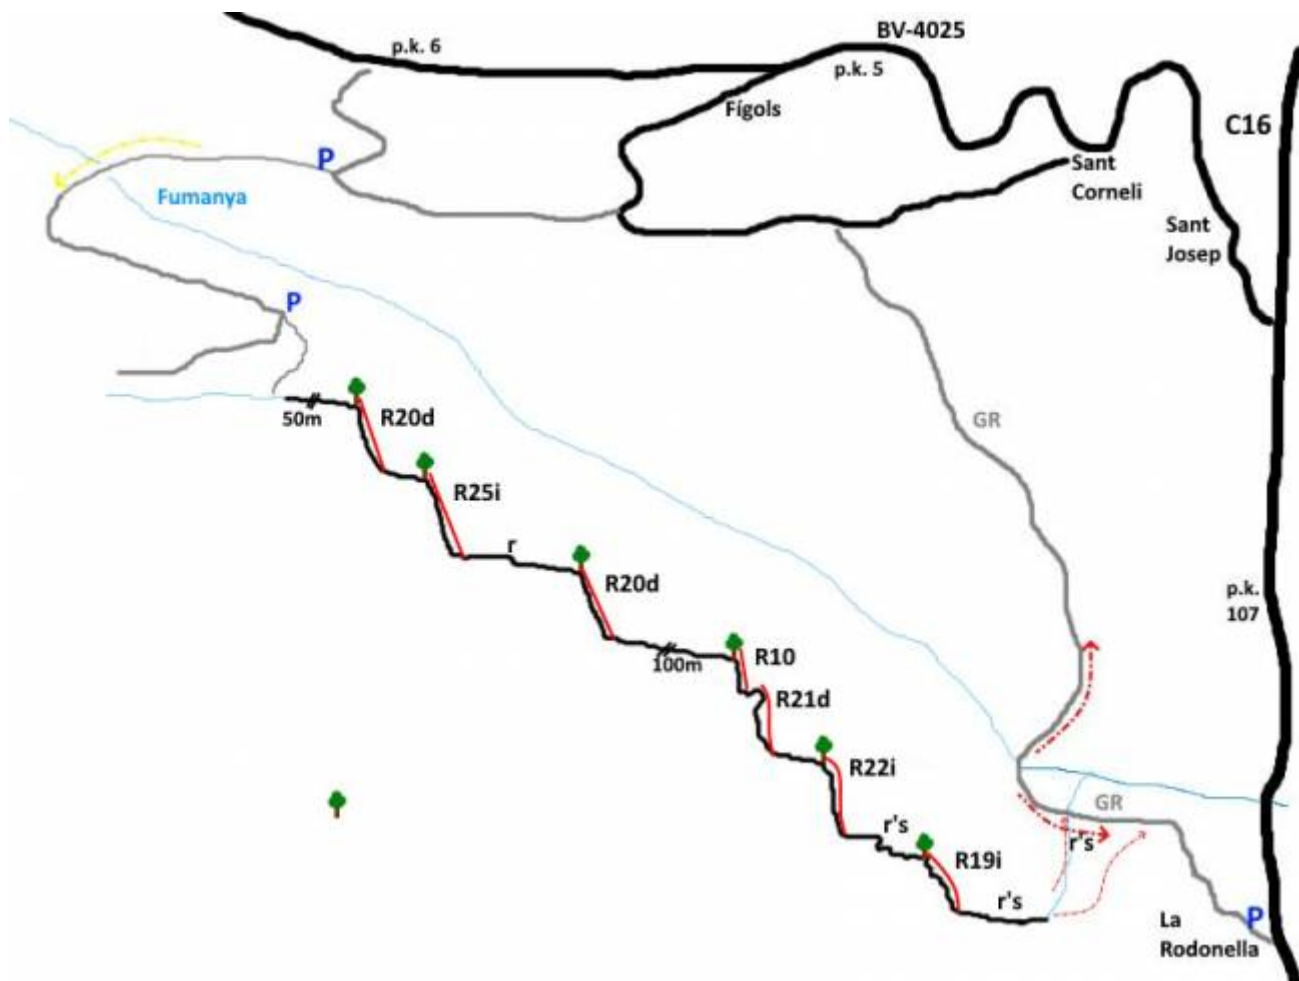 BV-4025
p.k. 6
p.k. 5
Fígols
C16
P
Sant
Corneli
Fumanya
Sant
Josep
P
50m
R20d
GR
R25i
r
R20d
p.k.
107
R10
100m
R21d
R22i
GR
r's
r's
R19i
r's
La
Rodonella
P